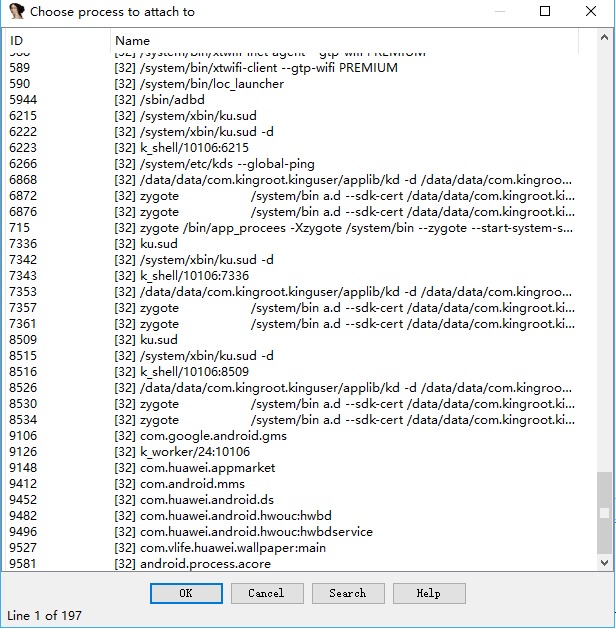 Choose process to attach to
ID Name
588 [32] /system/bin/xtwifi-inet-agent --gtp-wifi PREMIUM
589 [32] /system/bin/xtwifi-client --gtp-wifi PREMIUM
590 [32] /system/bin/loc_launcher
5944 [32] /sbin/adbd
6215 [32] /system/xbin/ku.sud
6222 [32] /system/xbin/ku.sud -d
6223 [32] k_shell/10106:6215
6266 [32] /system/etc/kds --global-ping
6868 [32] /data/data/com.kingroot.kinguser/applib/kd -d /data/data/com.kingroo...
6872 [32] zygote /system/bin a.d --sdk-cert /data/data/com.kingroot.ki...
6876 [32] zygote /system/bin a.d --sdk-cert /data/data/com.kingroot.ki...
715 [32] zygote /bin/app_procees -Xzygote /system/bin --zygote --start-system-s...
7336 [32] ku.sud
7342 [32] /system/xbin/ku.sud -d
7343 [32] k_shell/10106:7336
7353 [32] /data/data/com.kingroot.kinguser/applib/kd -d /data/data/com.kingroo...
7357 [32] zygote /system/bin a.d --sdk-cert /data/data/com.kingroot.ki...
7361 [32] zygote /system/bin a.d --sdk-cert /data/data/com.kingroot.ki...
8509 [32] ku.sud
8515 [32] /system/xbin/ku.sud -d
8516 [32] k_shell/10106:8509
8526 [32] /data/data/com.kingroot.kinguser/applib/kd -d /data/data/com.kingroo...
8530 [32] zygote /system/bin a.d --sdk-cert /data/data/com.kingroot.ki...
8534 [32] zygote /system/bin a.d --sdk-cert /data/data/com.kingroot.ki...
9106 [32] com.google.android.gms
9126 [32] k_worker/24:10106
9148 [32] com.huawei.appmarket
9412 [32] com.android.mms
9452 [32] com.huawei.android.ds
9482 [32] com.huawei.android.hwouc:hwbd
9496 [32] com.huawei.android.hwouc:hwbdservice
9527 [32] com.vlife.huawei.wallpaper:main
9581 [32] android.process.acore
OK Cancel Search Help
Line 1 of 197